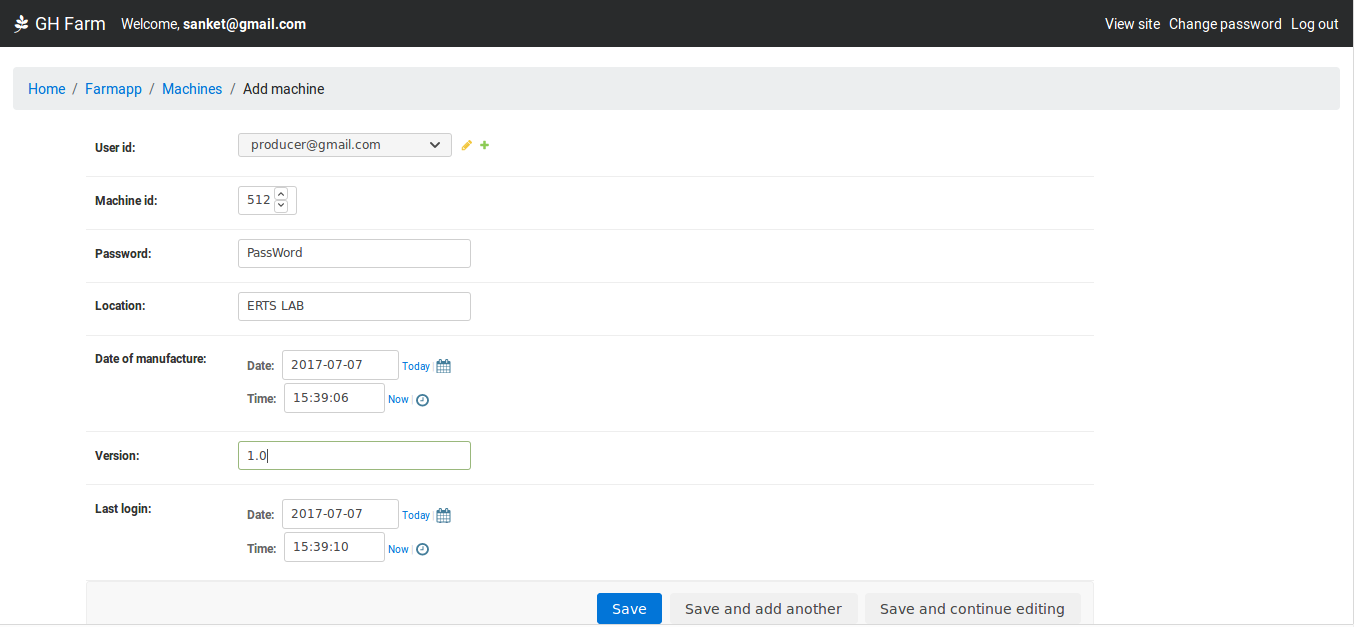 GH Farm Welcome, sanket@gmail.com View site Change password Log out
Home / Farmapp / Machines / Add machine
User id: producer@gmail.com
Machine id: 512
Password: PassWord
Location: ERTS LAB
Date of manufacture: Date: 2017-07-07 Today |
Time: 15:39:06 Now |
Version: 1.0
Last login: Date: 2017-07-07 Today |
Time: 15:39:10 Now |
Save Save and add another Save and continue editing